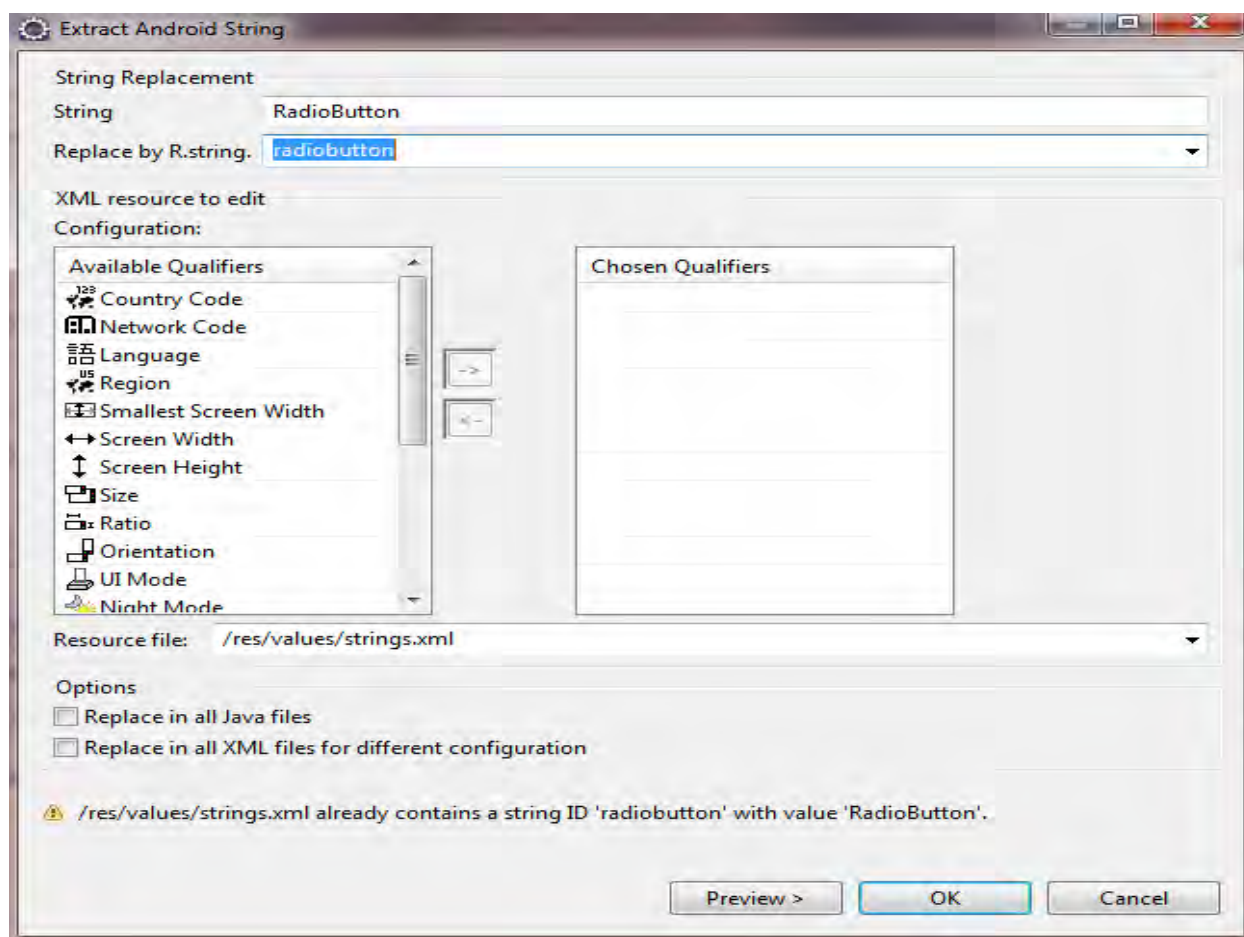 Extract Android String
String Replacement
String RadioButton
Replace by R.string. radiobutton
XML resource to edit
Configuration:
Available Qualifiers
Chosen Qualifiers
123 Country Code
Network Code
語 Language
US Region
Smallest Screen Width
Screen Width
Screen Height
Size
Ratio
Orientation
UI Mode
Night Mode
->
<-
Resource file: /res/values/strings.xml
Options
Replace in all Java files
Replace in all XML files for different configuration
/res/values/strings.xml already contains a string ID 'radiobutton' with value 'RadioButton'.
Preview > OK Cancel